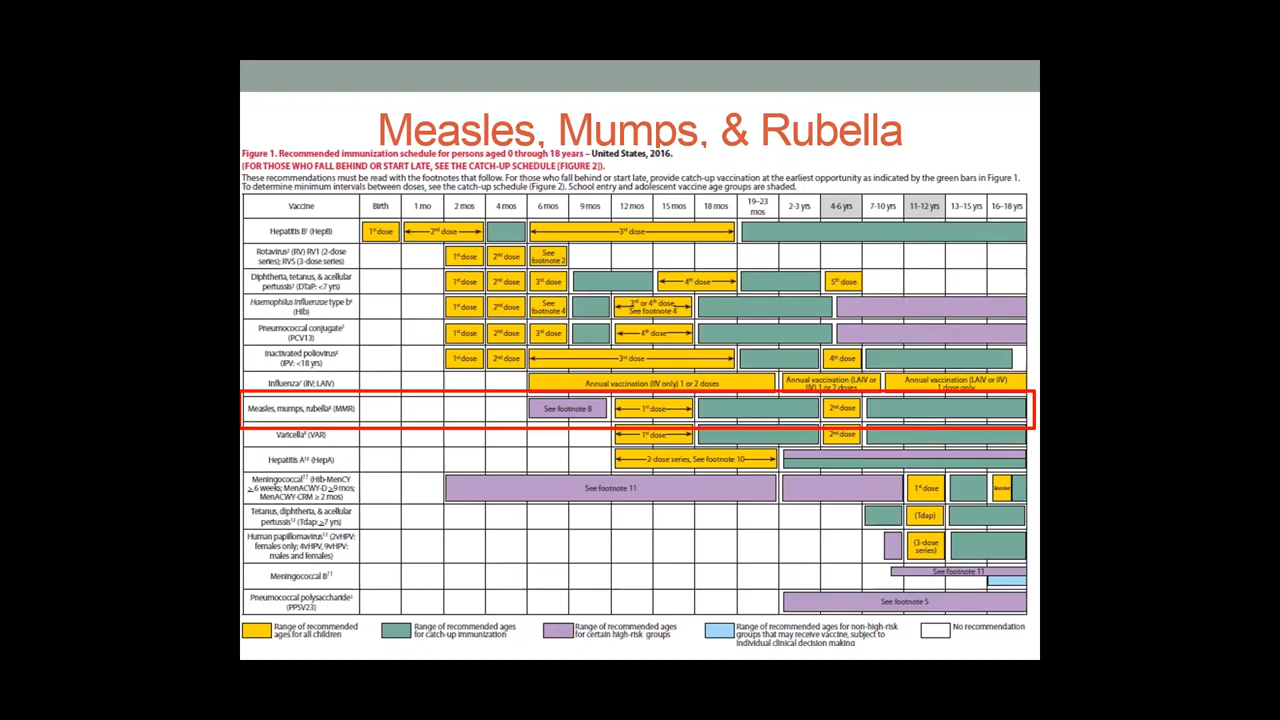 Measles, Mumps, & Rubella
Figure 1. Recommended immunization schedule for persons aged 0 through 18 years – United States, 2016.
(FOR THOSE WHO FALL BEHIND OR START LATE, SEE THE CATCH-UP SCHEDULE [FIGURE 2]).
These recommendations must be read with the footnotes that follow. For those who fall behind or start late, provide catch-up vaccination at the earliest opportunity as indicated by the green bars in Figure 1.
To determine minimum intervals between doses, see the catch-up schedule (Figure 2). School entry and adolescent vaccine age groups are shaded.
Vaccine Birth 1 mo 2 mos 4 mos 6 mos 9 mos 12 mos 15 mos 18 mos 19–23 mos 2-3 yrs 4-6 yrs 7-10 yrs 11-12 yrs 13–15 yrs 16–18 yrs
Hepatitis B¹ (HepB) 1st dose 2nd dose 3rd dose
Rotavirus² (RV) RV1 (2-dose
series); RV5 (3-dose series) 1st dose 2nd dose See footnote 2
Diphtheria, tetanus, & acellular
pertussis³ (DTaP: <7 yrs) 1st dose 2nd dose 3rd dose 4th dose 5th dose
Haemophilus influenzae type b⁴
(Hib) 1st dose 2nd dose See footnote 4 3rd or 4th dose, See footnote 4
Pneumococcal conjugate⁵
(PCV13) 1st dose 2nd dose 3rd dose 4th dose
Inactivated poliovirus⁶
(IPV: <18 yrs) 1st dose 2nd dose 3rd dose 4th dose
Influenza⁷ (IIV; LAIV) Annual vaccination (IIV only) 1 or 2 doses Annual vaccination (LAIV or IIV) 1 or 2 doses Annual vaccination (LAIV or IIV) 1 dose only
Measles, mumps, rubella⁸ (MMR) See footnote 8 1st dose 2nd dose
Varicella⁹ (VAR) 1st dose 2nd dose
Hepatitis A¹⁰ (HepA) 2-dose series, See footnote 10
Meningococcal¹¹ (Hib-MenCY
≥ 6 weeks; MenACWY-D ≥9 mos;
MenACWY-CRM ≥ 2 mos) See footnote 11 1st dose Booster
Tetanus, diphtheria, & acellular
pertussis¹² (Tdap: ≥7 yrs) (Tdap)
Human papillomavirus¹³ (2vHPV:
females only; 4vHPV, 9vHPV:
males and females) (3-dose series)
Meningococcal B¹¹ See footnote 11
Pneumococcal polysaccharide⁵
(PPSV23) See footnote 5
Range of recommended
ages for all children
Range of recommended ages
for catch-up immunization
Range of recommended ages
for certain high-risk groups
Range of recommended ages for non-high-risk
groups that may receive vaccine, subject to
individual clinical decision making
No recommendation